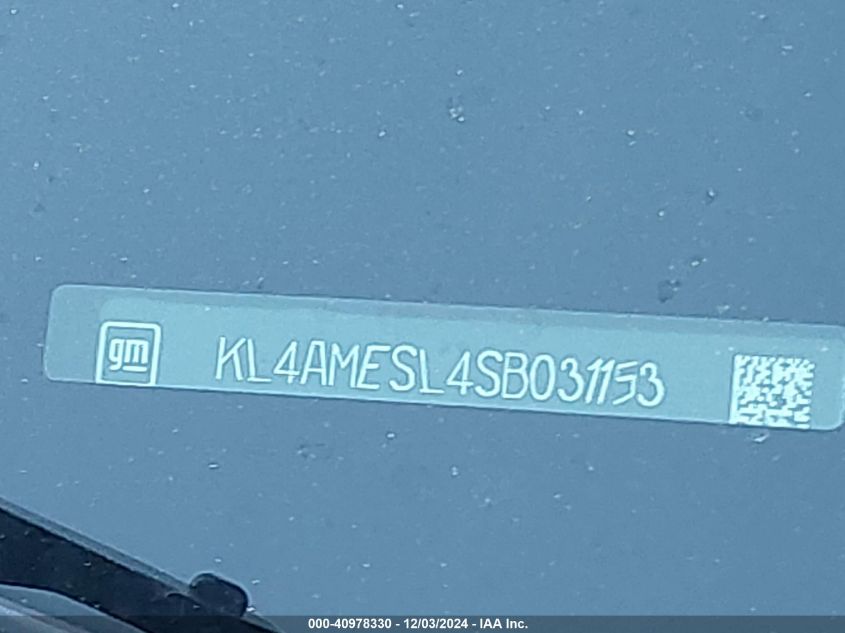 gm KL4AMESL4SB031153
000-40978330 - 12/03/2024 - IAA Inc.